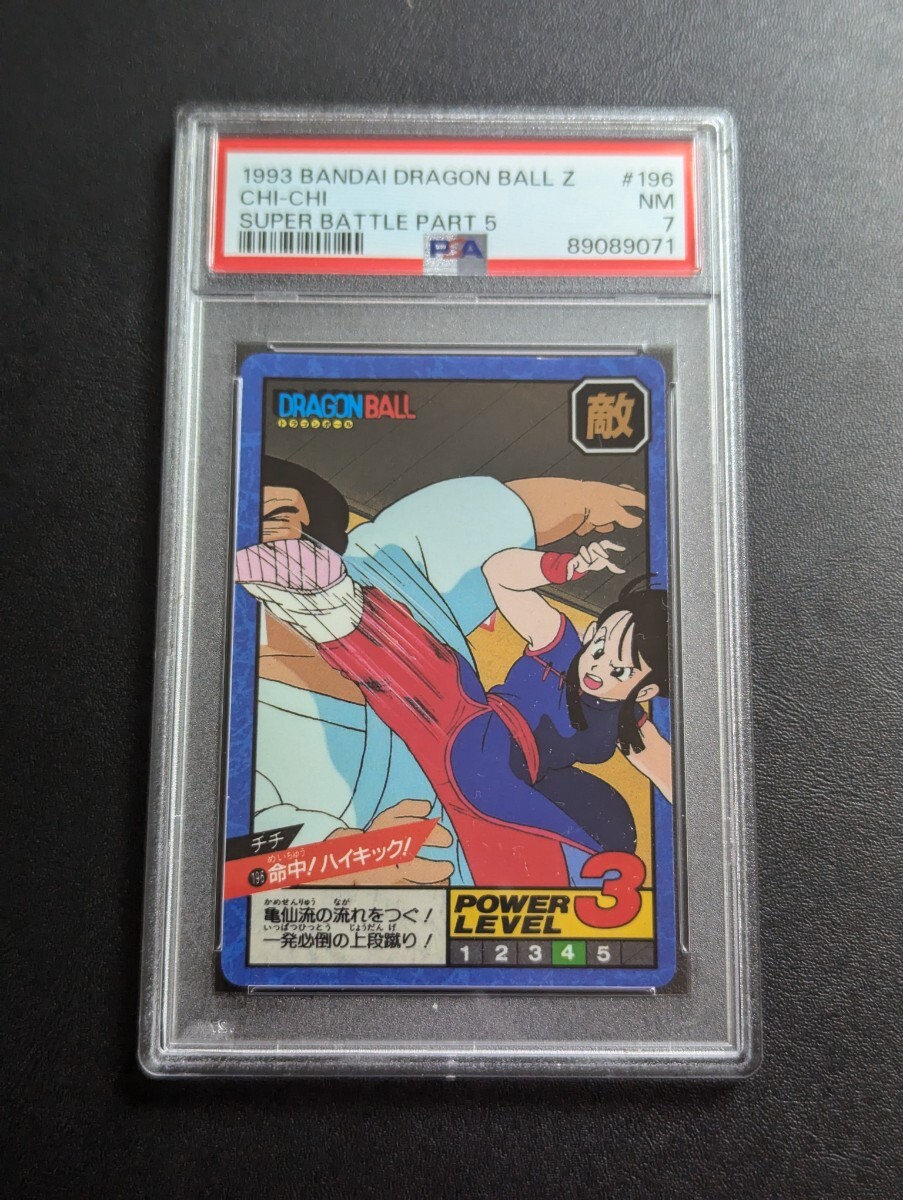 1993 BANDAI DRAGON BALL Z #196
CHI-CHI NM
SUPER BATTLE PART 5 7
PSA 89089071
DRAGON BALL
ドラゴンボール
敵
チチ
めいちゅう
196 命中! ハイキック!
かめせんりゅう なが
亀仙流の流れをつぐ!
いっぱつひっとう じょうだん げ
一発必倒の上段蹴り!
POWER LEVEL 3
1 2 3 4 5